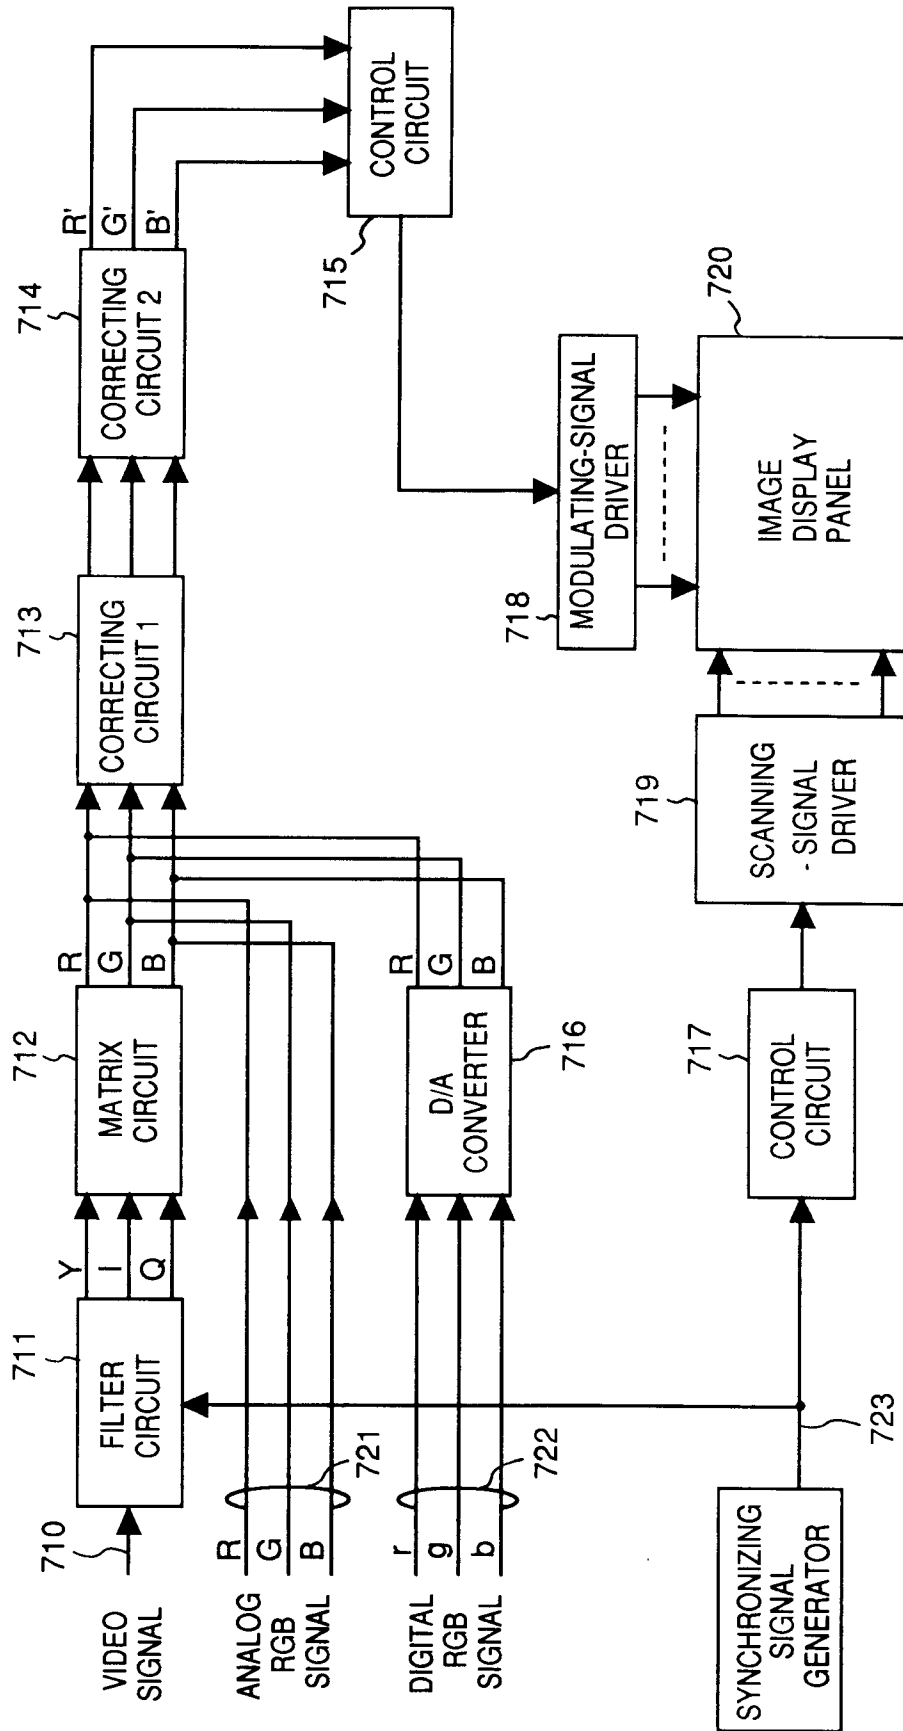 VIDEO
SIGNAL
710
FILTER
CIRCUIT
711
Y
I
Q
MATRIX
CIRCUIT
712
R
G
B
CORRECTING
CIRCUIT 1
713
CORRECTING
CIRCUIT 2
714
R'
G'
B'
CONTROL
CIRCUIT
715
ANALOG
RGB
SIGNAL
R
G
B
721
DIGITAL
RGB
SIGNAL
r
g
b
722
D/A
CONVERTER
716
R
G
B
MODULATING-SIGNAL
DRIVER
718
SYNCHRONIZING
SIGNAL
GENERATOR
723
CONTROL
CIRCUIT
717
SCANNING
- SIGNAL
DRIVER
719
IMAGE
DISPLAY
PANEL
720